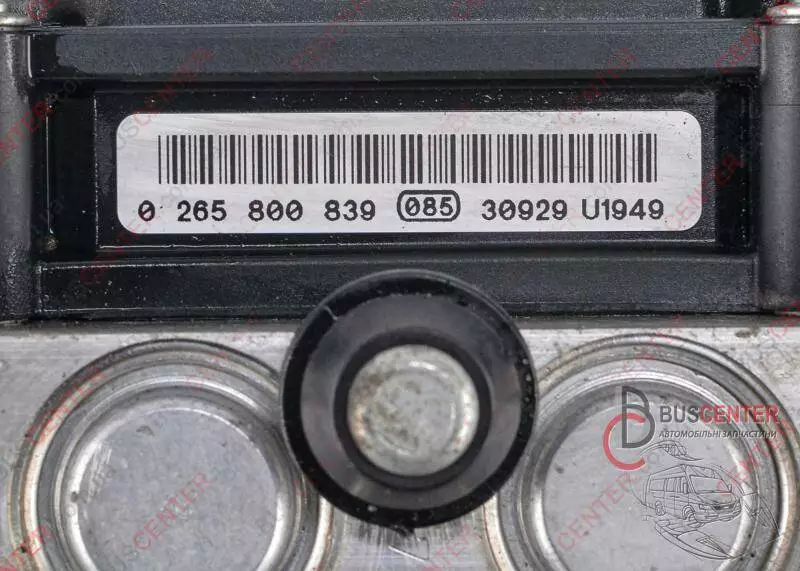 0 265 800 839 085 30929 U1949
BUSCENTER
АВТОМОБІЛЬНІ ЗАПЧАСТИНИ